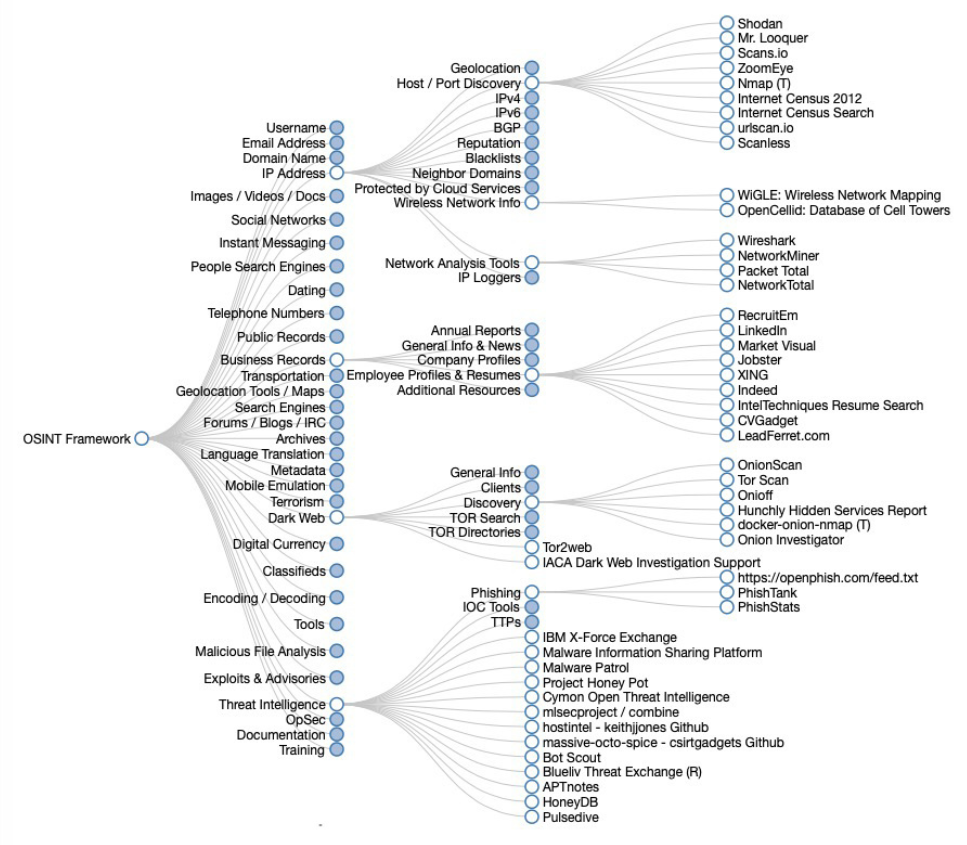 OSINT Framework
Username
Email Address
Domain Name
IP Address
Images / Videos / Docs
Social Networks
Instant Messaging
People Search Engines
Dating
Telephone Numbers
Public Records
Business Records
Transportation
Geolocation Tools / Maps
Search Engines
Forums / Blogs / IRC
Archives
Language Translation
Metadata
Mobile Emulation
Terrorism
Dark Web
Digital Currency
Classifieds
Encoding / Decoding
Tools
Malicious File Analysis
Exploits & Advisories
Threat Intelligence
OpSec
Documentation
Training
Geolocation
Host / Port Discovery
IPv4
IPv6
BGP
Reputation
Blacklists
Neighbor Domains
Protected by Cloud Services
Wireless Network Info
Network Analysis Tools
IP Loggers
Annual Reports
General Info & News
Company Profiles
Employee Profiles & Resumes
Additional Resources
General Info
Clients
Discovery
TOR Search
TOR Directories
Tor2web
IACA Dark Web Investigation Support
Phishing
IOC Tools
TTPs
IBM X-Force Exchange
Malware Information Sharing Platform
Malware Patrol
Project Honey Pot
Cymon Open Threat Intelligence
mlsecproject / combine
hostintel - keithjjones Github
massive-octo-spice - csirtgadgets Github
Bot Scout
Blueliv Threat Exchange (R)
APTnotes
HoneyDB
Pulsedive
Shodan
Mr. Looquer
Scans.io
ZoomEye
Nmap (T)
Internet Census 2012
Internet Census Search
urlscan.io
Scanless
WiGLE: Wireless Network Mapping
OpenCellid: Database of Cell Towers
Wireshark
NetworkMiner
Packet Total
NetworkTotal
RecruitEm
LinkedIn
Market Visual
Jobster
XING
Indeed
IntelTechniques Resume Search
CVGadget
LeadFerret.com
OnionScan
Tor Scan
Onioff
Hunchly Hidden Services Report
docker-onion-nmap (T)
Onion Investigator
https://openphish.com/feed.txt
PhishTank
PhishStats